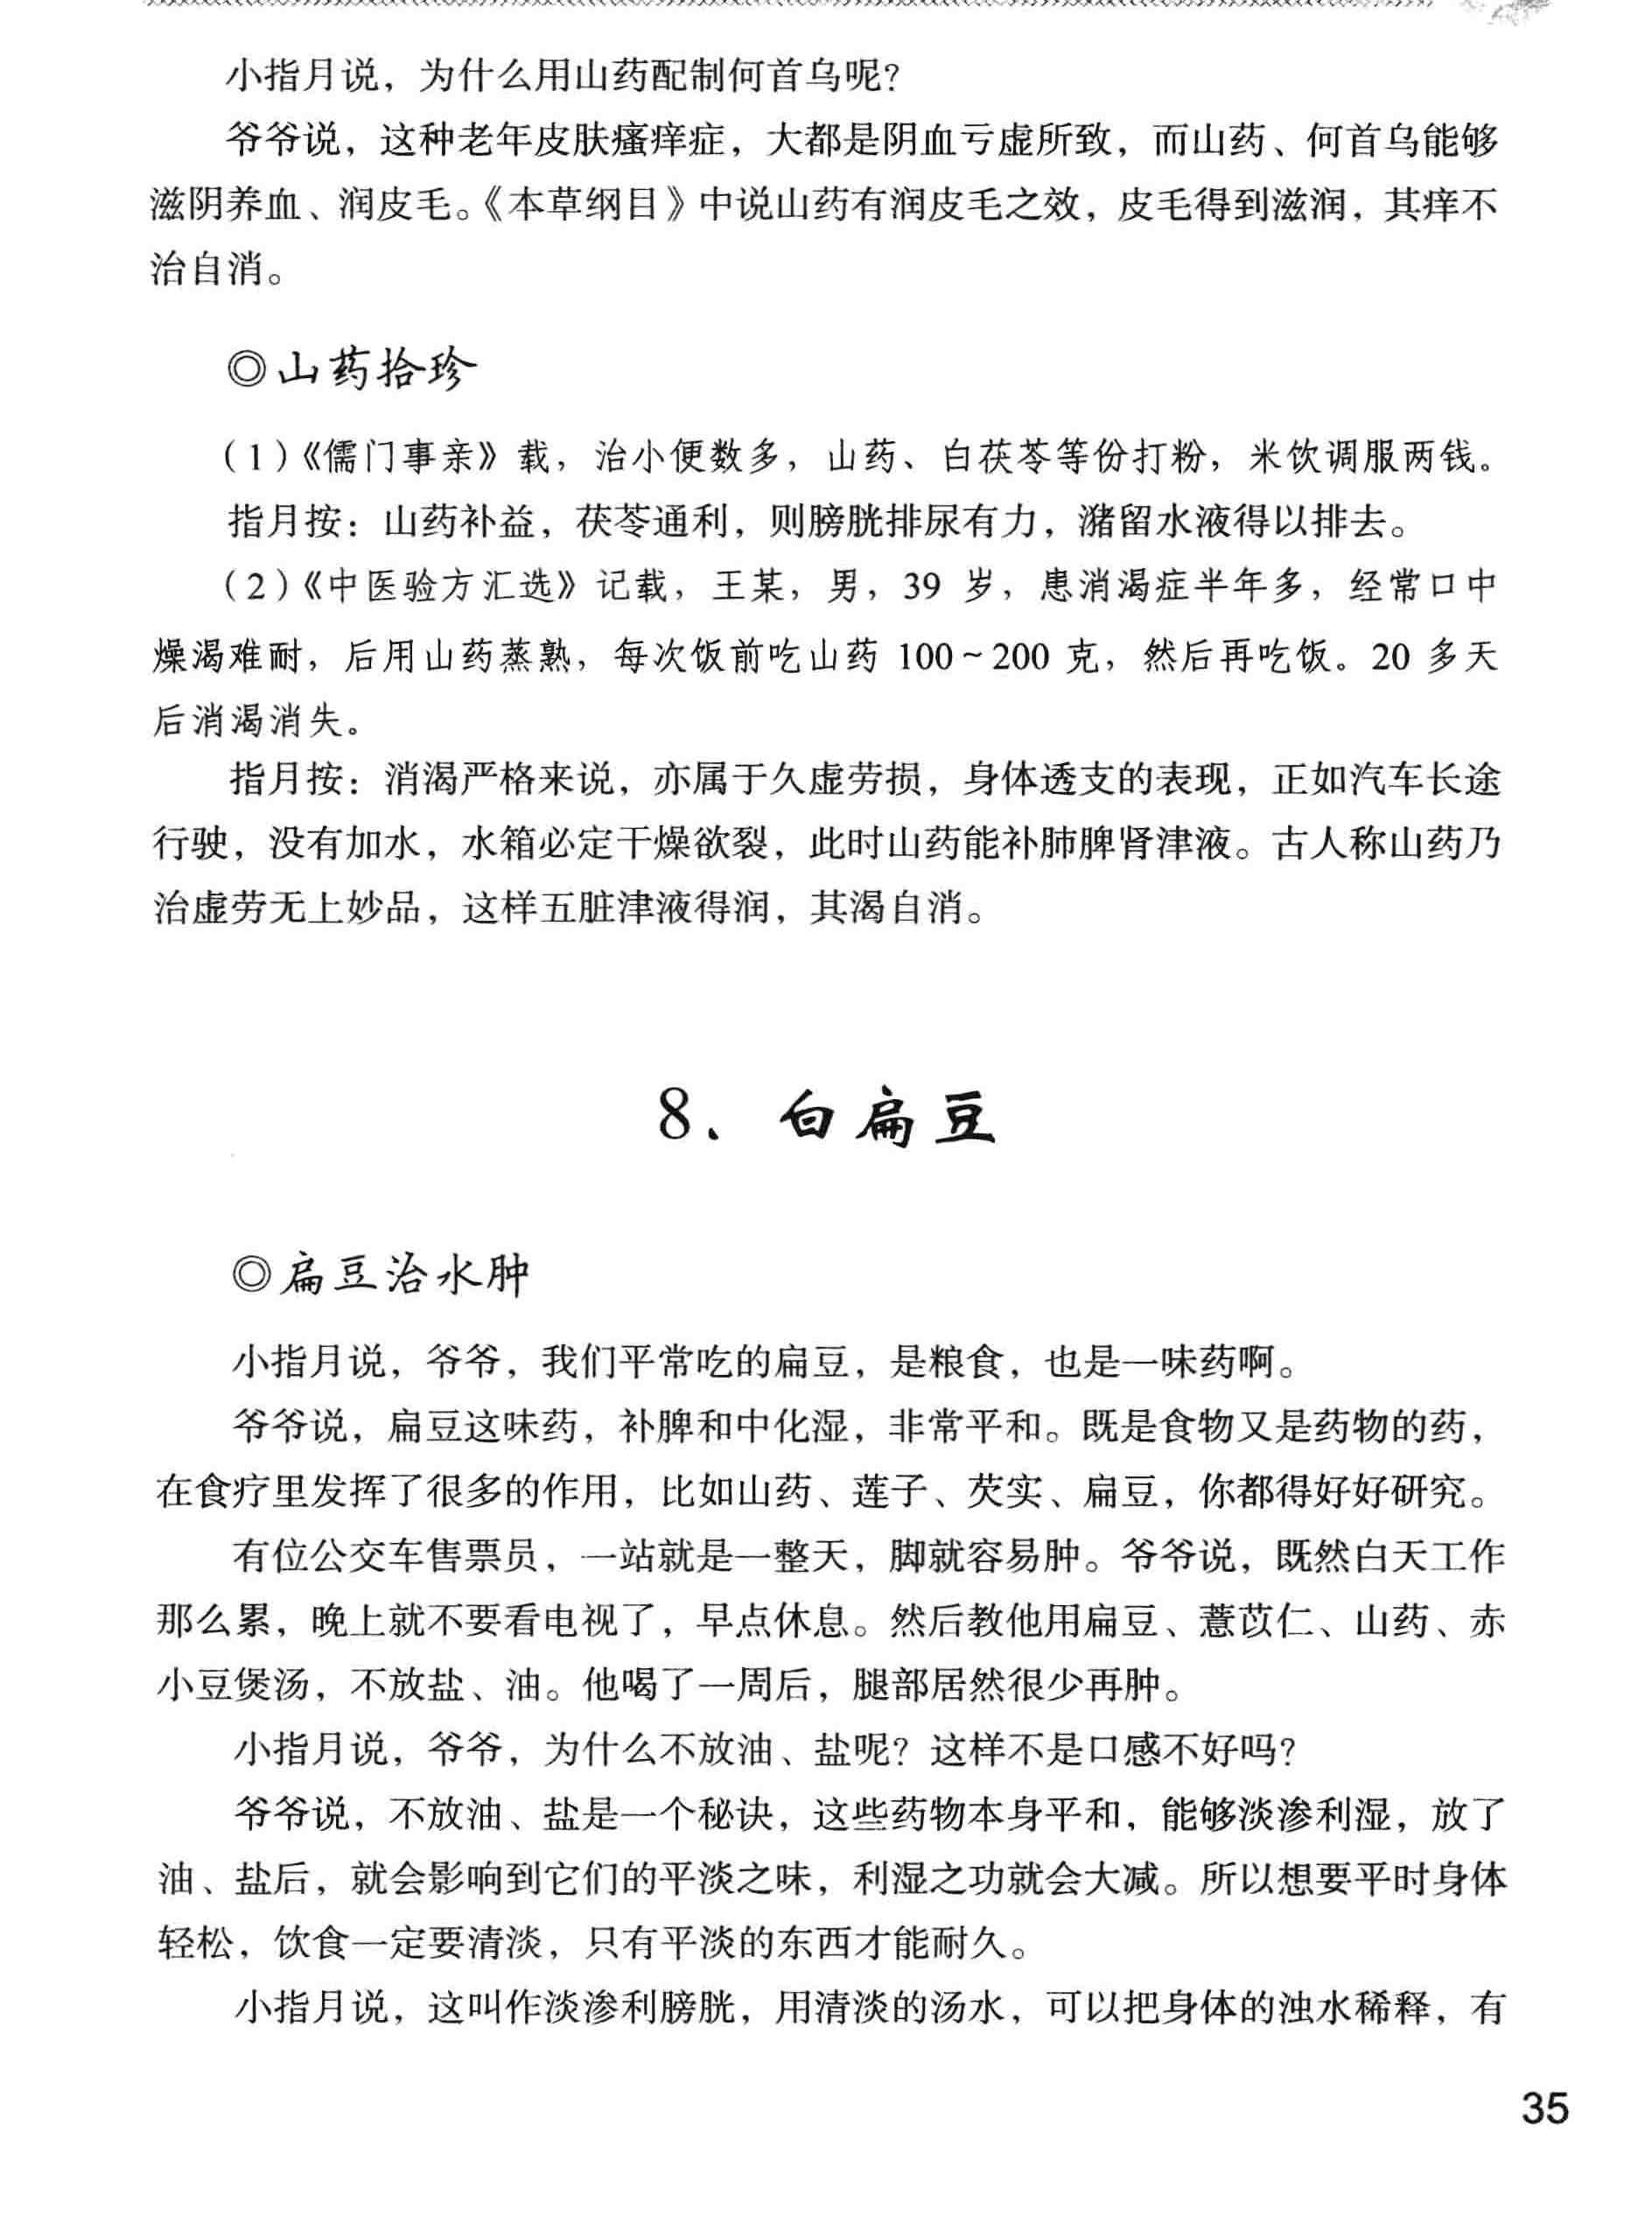 小指月说，为什么用山药配制何首乌呢？
爷爷说，这种老年皮肤瘙痒症，大都是阴血亏虚所致，而山药、何首乌能够
滋阴养血、润皮毛。《本草纲目》中说山药有润皮毛之效，皮毛得到滋润，其痒不
治自消。
◎山药拾珍
（1）《儒门事亲》载，治小便数多，山药、白茯苓等份打粉，米饮调服两钱。
指月按：山药补益，茯苓通利，则膀胱排尿有力，潴留水液得以排去。
（2）《中医验方汇选》记载，王某，男，39 岁，患消渴症半年多，经常口中
燥渴难耐，后用山药蒸熟，每次饭前吃山药 100～200 克，然后再吃饭。20 多天
后消渴消失。
指月按：消渴严格来说，亦属于久虚劳损，身体透支的表现，正如汽车长途
行驶，没有加水，水箱必定干燥欲裂，此时山药能补肺脾肾津液。古人称山药乃
治虚劳无上妙品，这样五脏津液得润，其渴自消。
8、白扁豆
◎扁豆治水肿
小指月说，爷爷，我们平常吃的扁豆，是粮食，也是一味药啊。
爷爷说，扁豆这味药，补脾和中化湿，非常平和。既是食物又是药物的药，
在食疗里发挥了很多的作用，比如山药、莲子、芡实、扁豆，你都得好好研究。
有位公交车售票员，一站就是一整天，脚就容易肿。爷爷说，既然白天工作
那么累，晚上就不要看电视了，早点休息。然后教他用扁豆、薏苡仁、山药、赤
小豆煲汤，不放盐、油。他喝了一周后，腿部居然很少再肿。
小指月说，爷爷，为什么不放油、盐呢？这样不是口感不好吗？
爷爷说，不放油、盐是一个秘诀，这些药物本身平和，能够淡渗利湿，放了
油、盐后，就会影响到它们的平淡之味，利湿之功就会大减。所以想要平时身体
轻松，饮食一定要清淡，只有平淡的东西才能耐久。
小指月说，这叫作淡渗利膀胱，用清淡的汤水，可以把身体的浊水稀释，有
35